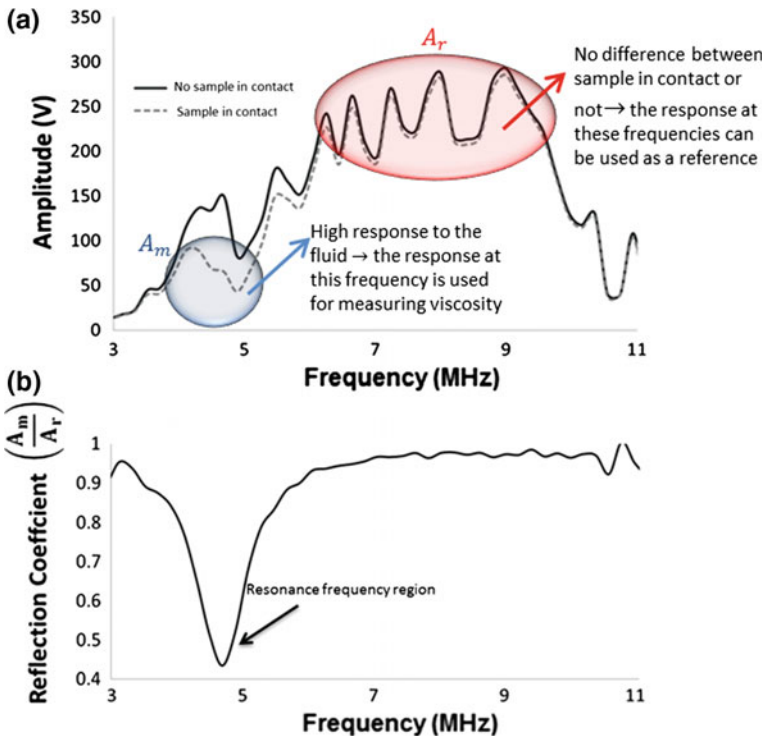 (a)
350
300
250
200
150
100
50
0
Amplitude (V)
No sample in contact
Sample in contact
A_r
A_m
No difference between
sample in contact or
not → the response at
these frequencies can
be used as a reference
High response to the
fluid → the response at
this frequency is used
for measuring viscosity
3 5 7 9 11
Frequency (MHz)
(b)
Reflection Coeffcient (A_m/A_r)
1
0.9
0.8
0.7
0.6
0.5
0.4
Resonance frequency region
3 5 7 9 11
Frequency (MHz)